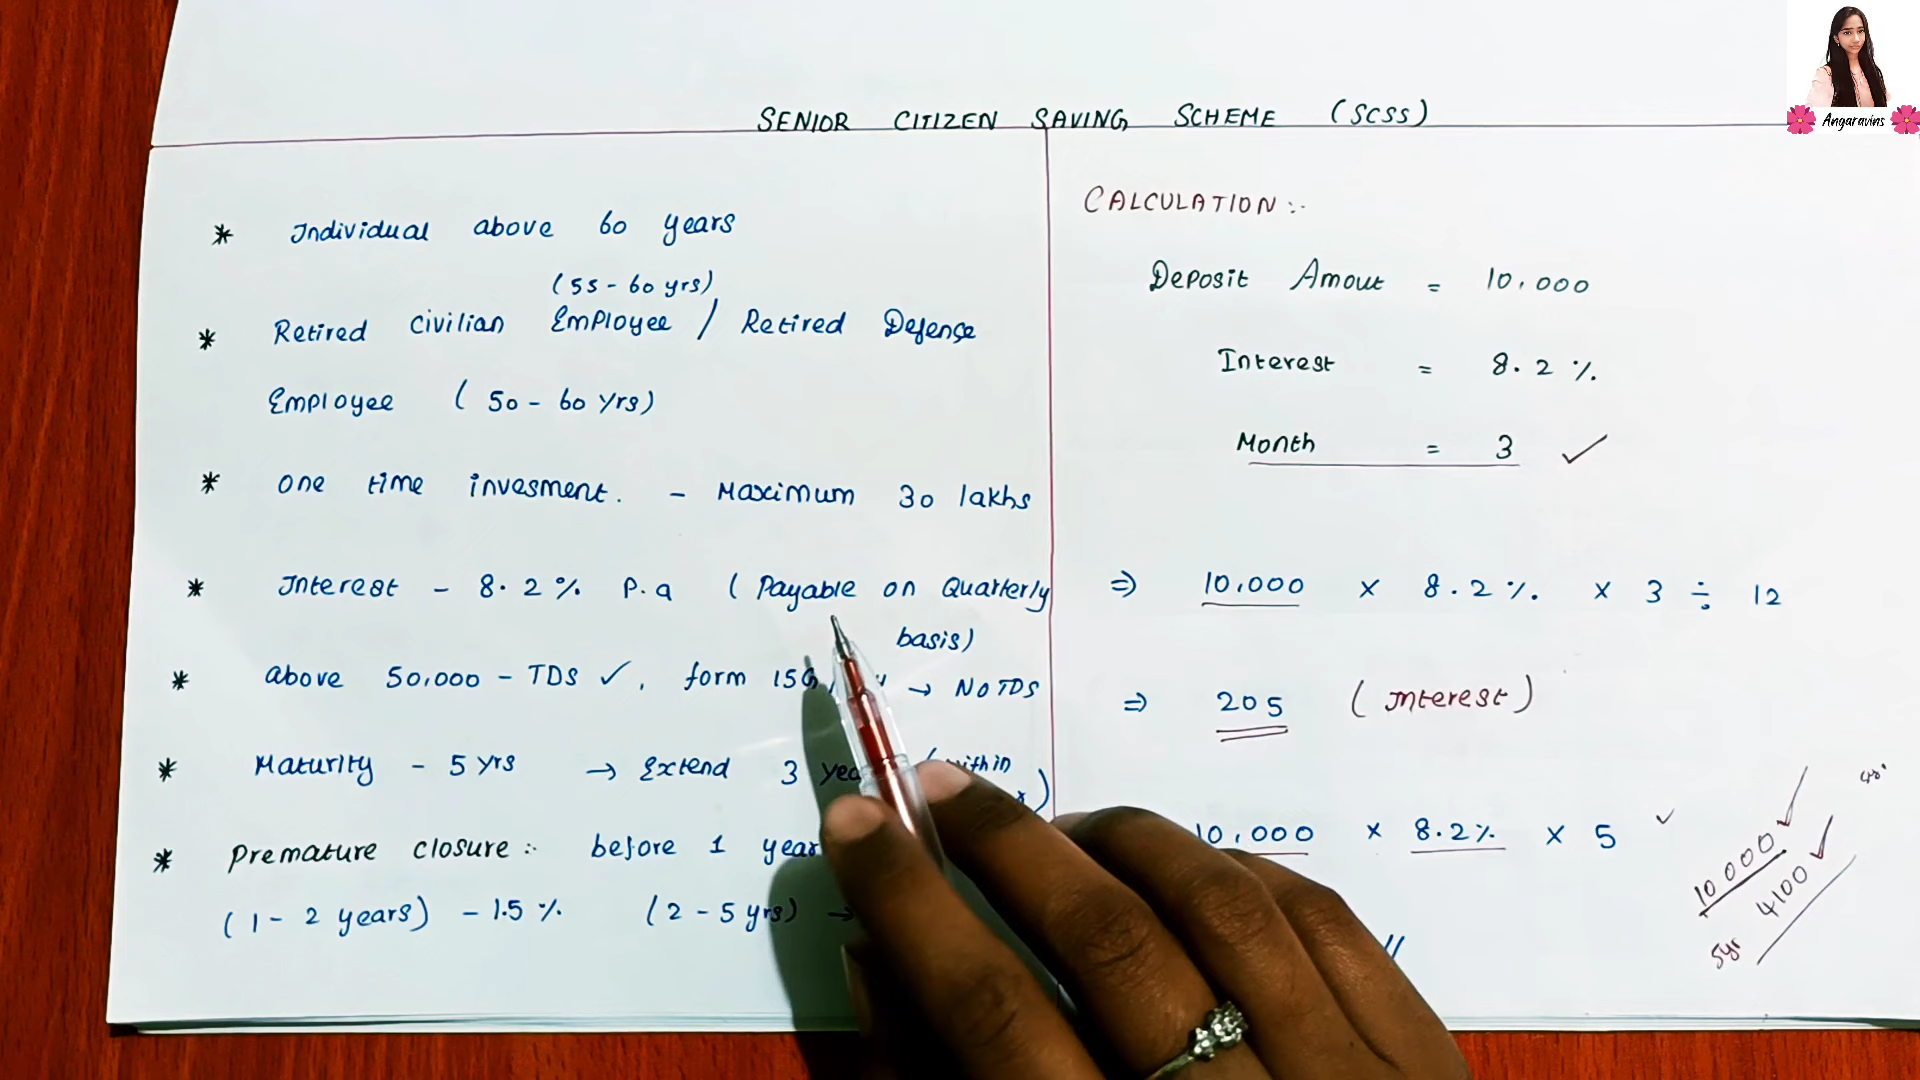 SENIOR CITIZEN SAVING SCHEME (SCSS)
Angaravins
* Individual above 60 years
(55 - 60 yrs)
* Retired civilian Employee / Retired Defence
Employee ( 50 - 60 yrs)
* one time invesment. - Maximum 30 lakhs
* Interest - 8.2 % P.a ( Payable on Quarterly
basis)
* above 50,000 - TDS ✓, form 15G → NO TDS
* Maturity - 5 yrs → Extend 3
* Premature closure :- before 1 year
( 1 - 2 years) - 1.5 % (2 - 5 yrs) →
CALCULATION :-
Deposit Amout = 10,000
Interest = 8.2 %
Month = 3 ✓
⇒ 10,000 × 8.2 % × 3 ÷ 12
⇒ 205 ( Interest )
10,000 × 8.2% × 5 ✓
10000 ✓
4100 ✓
5yr